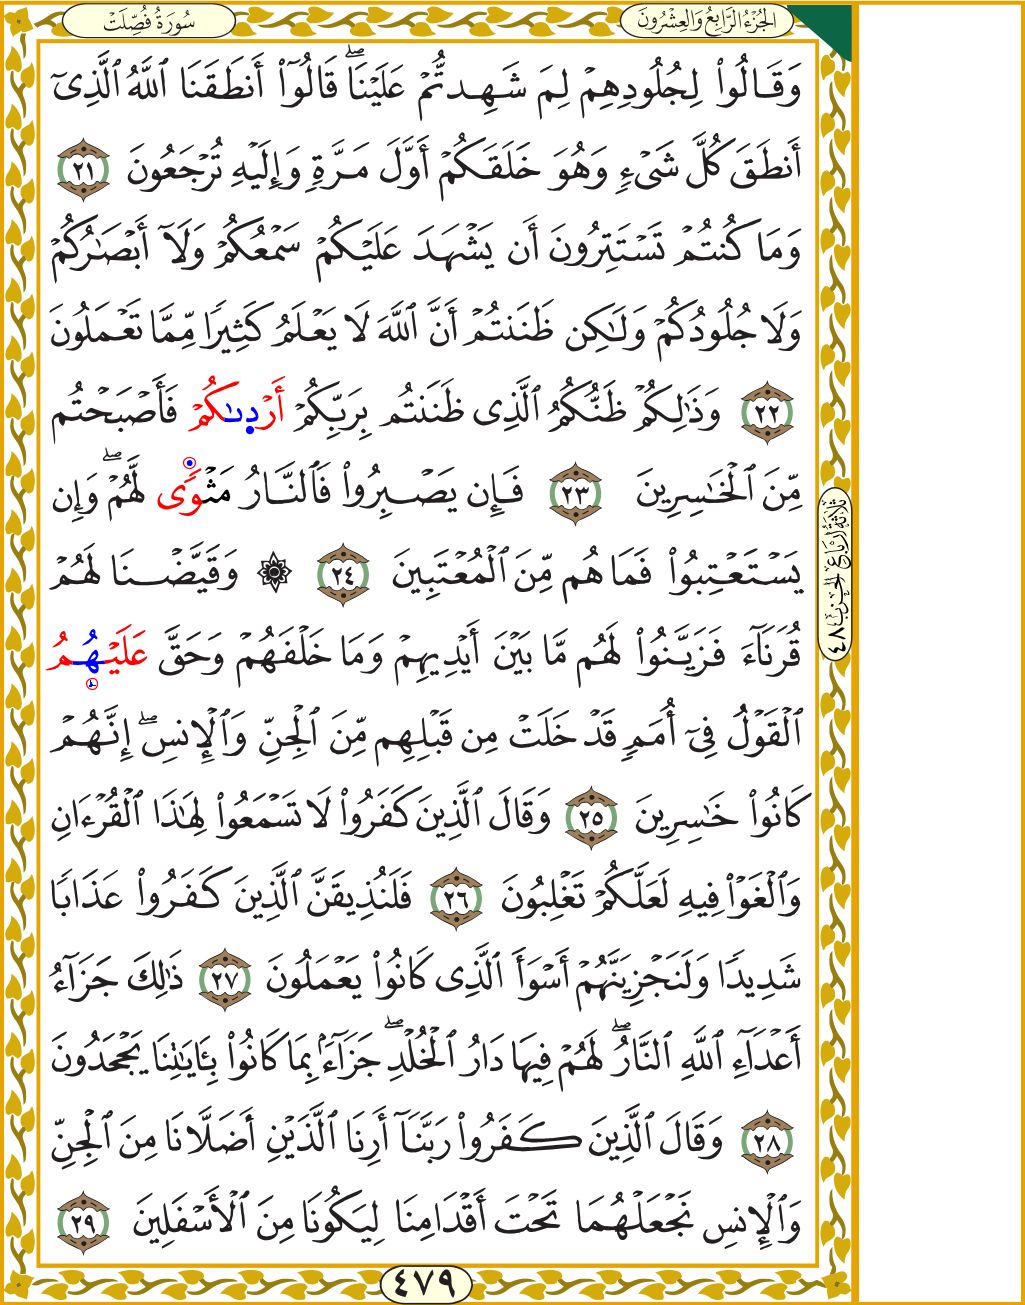 سُورَةُ فُصِّلَتْ
الجُزْءُ الرَّابِعُ وَالعِشْرُونَ
وَقَالُواْ لِجُلُودِهِمۡ لِمَ شَهِدتُّمۡ عَلَيۡنَاۖ قَالُوٓاْ أَنطَقَنَا ٱللَّهُ ٱلَّذِىٓ
أَنطَقَ كُلَّ شَىۡءٖ وَهُوَ خَلَقَكُمۡ أَوَّلَ مَرَّةٖ وَإِلَيۡهِ تُرۡجَعُونَ ٢١
وَمَا كُنتُمۡ تَسۡتَتِرُونَ أَن يَشۡهَدَ عَلَيۡكُمۡ سَمۡعُكُمۡ وَلَآ أَبۡصَٰرُكُمۡ
وَلَا جُلُودُكُمۡ وَلَٰكِن ظَنَنتُمۡ أَنَّ ٱللَّهَ لَا يَعۡلَمُ كَثِيرٗا مِّمَّا تَعۡمَلُونَ
٢٢ وَذَٰلِكُمۡ ظَنُّكُمُ ٱلَّذِى ظَنَنتُم بِرَبِّكُمۡ أَرۡدِىٰكُمۡ فَأَصۡبَحۡتُم
مِّنَ ٱلۡخَٰسِرِينَ ٢٣ فَإِن يَصۡبِرُواْ فَٱلنَّارُ مَثۡوٗى لَّهُمۡۖ وَإِن
يَسۡتَعۡتِبُواْ فَمَا هُم مِّنَ ٱلۡمُعۡتَبِينَ ٢٤ ۞ وَقَيَّضۡنَا لَهُمۡ
قُرَنَآءَ فَزَيَّنُواْ لَهُم مَّا بَيۡنَ أَيۡدِيهِمۡ وَمَا خَلۡفَهُمۡ وَحَقَّ عَلَيۡهُمُ
ٱلۡقَوۡلُ فِىٓ أُمَمٖ قَدۡ خَلَتۡ مِن قَبۡلِهِم مِّنَ ٱلۡجِنِّ وَٱلۡإِنسِۖ إِنَّهُمۡ
كَانُواْ خَٰسِرِينَ ٢٥ وَقَالَ ٱلَّذِينَ كَفَرُواْ لَا تَسۡمَعُواْ لِهَٰذَا ٱلۡقُرۡءَانِ
وَٱلۡغَوۡاْ فِيهِ لَعَلَّكُمۡ تَغۡلِبُونَ ٢٦ فَلَنُذِيقَنَّ ٱلَّذِينَ كَفَرُواْ عَذَابٗا
شَدِيدٗا وَلَنَجۡزِيَنَّهُمۡ أَسۡوَأَ ٱلَّذِى كَانُواْ يَعۡمَلُونَ ٢٧ ذَٰلِكَ جَزَآءُ
أَعۡدَآءِ ٱللَّهِ ٱلنَّارُۖ لَهُمۡ فِيهَا دَارُ ٱلۡخُلۡدِۖ جَزَآءَۢ بِمَا كَانُواْ بِـَٔايَٰتِنَا يَجۡحَدُونَ
٢٨ وَقَالَ ٱلَّذِينَ كَفَرُواْ رَبَّنَآ أَرِنَا ٱلَّذَيۡنِ أَضَلَّانَا مِنَ ٱلۡجِنِّ
وَٱلۡإِنسِ نَجۡعَلۡهُمَا تَحۡتَ أَقۡدَامِنَا لِيَكُونَا مِنَ ٱلۡأَسۡفَلِينَ ٢٩
ثَلَاثَةُ أَرْبَاعِ الحِزْبِ ٤٨
٤٧٩